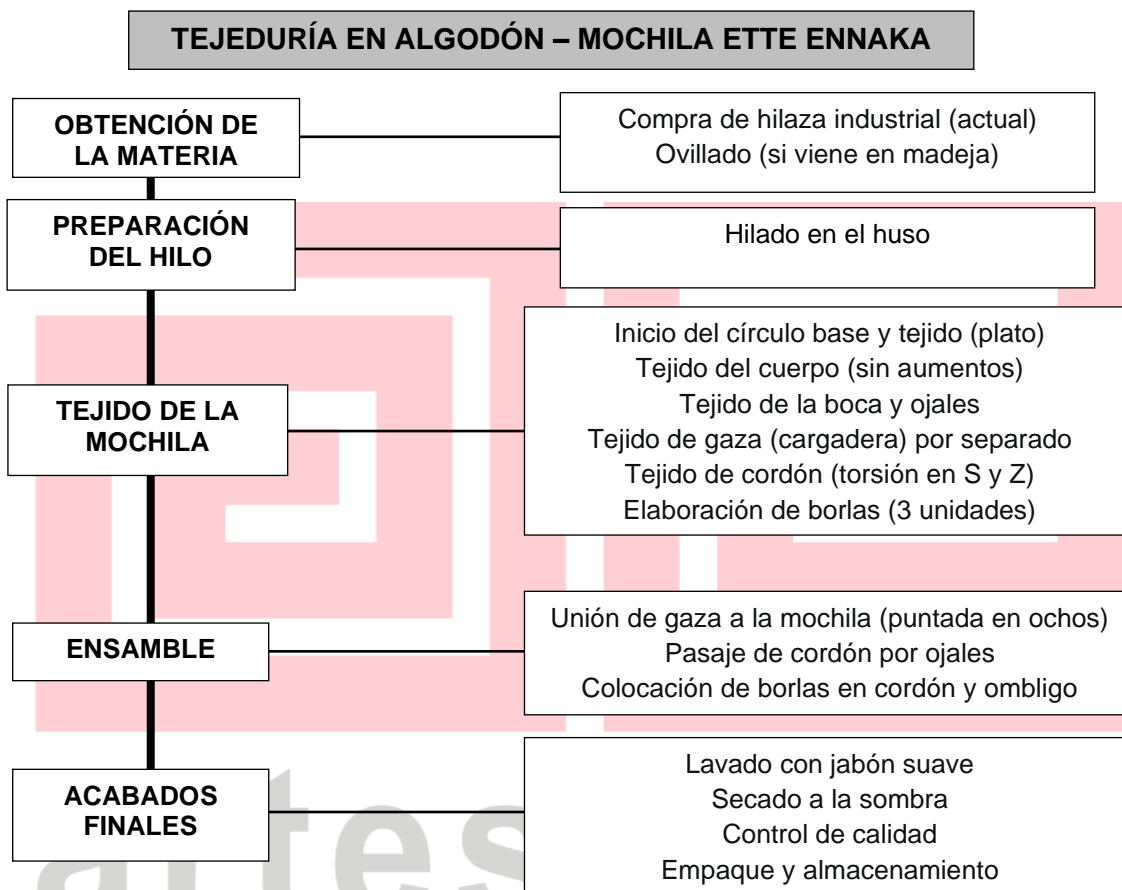 TEJEDURÍA EN ALGODÓN – MOCHILA ETTE ENNAKA
OBTENCIÓN DE
LA MATERIA
Compra de hilaza industrial (actual)
Ovillado (si viene en madeja)
PREPARACIÓN
DEL HILO
Hilado en el huso
TEJIDO DE LA
MOCHILA
Inicio del círculo base y tejido (plato)
Tejido del cuerpo (sin aumentos)
Tejido de la boca y ojales
Tejido de gaza (cargadera) por separado
Tejido de cordón (torsión en S y Z)
Elaboración de borlas (3 unidades)
ENSAMBLE
Unión de gaza a la mochila (puntada en ochos)
Pasaje de cordón por ojales
Colocación de borlas en cordón y ombligo
ACABADOS
FINALES
Lavado con jabón suave
Secado a la sombra
Control de calidad
Empaque y almacenamiento
artes